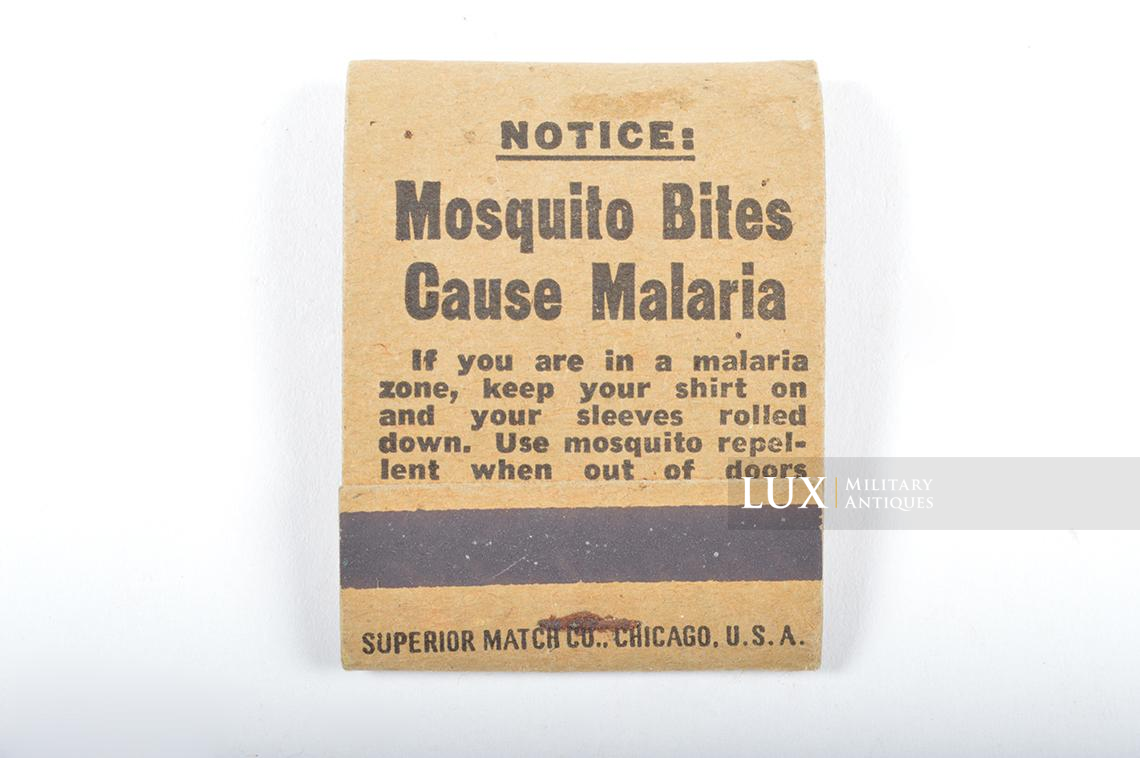 NOTICE:
Mosquito Bites
Cause Malaria
If you are in a malaria
zone, keep your shirt on
and your sleeves rolled
down. Use mosquito repel-
lent when out of doors
LUX MILITARY
ANTIQUES
SUPERIOR MATCH CO., CHICAGO, U.S.A.